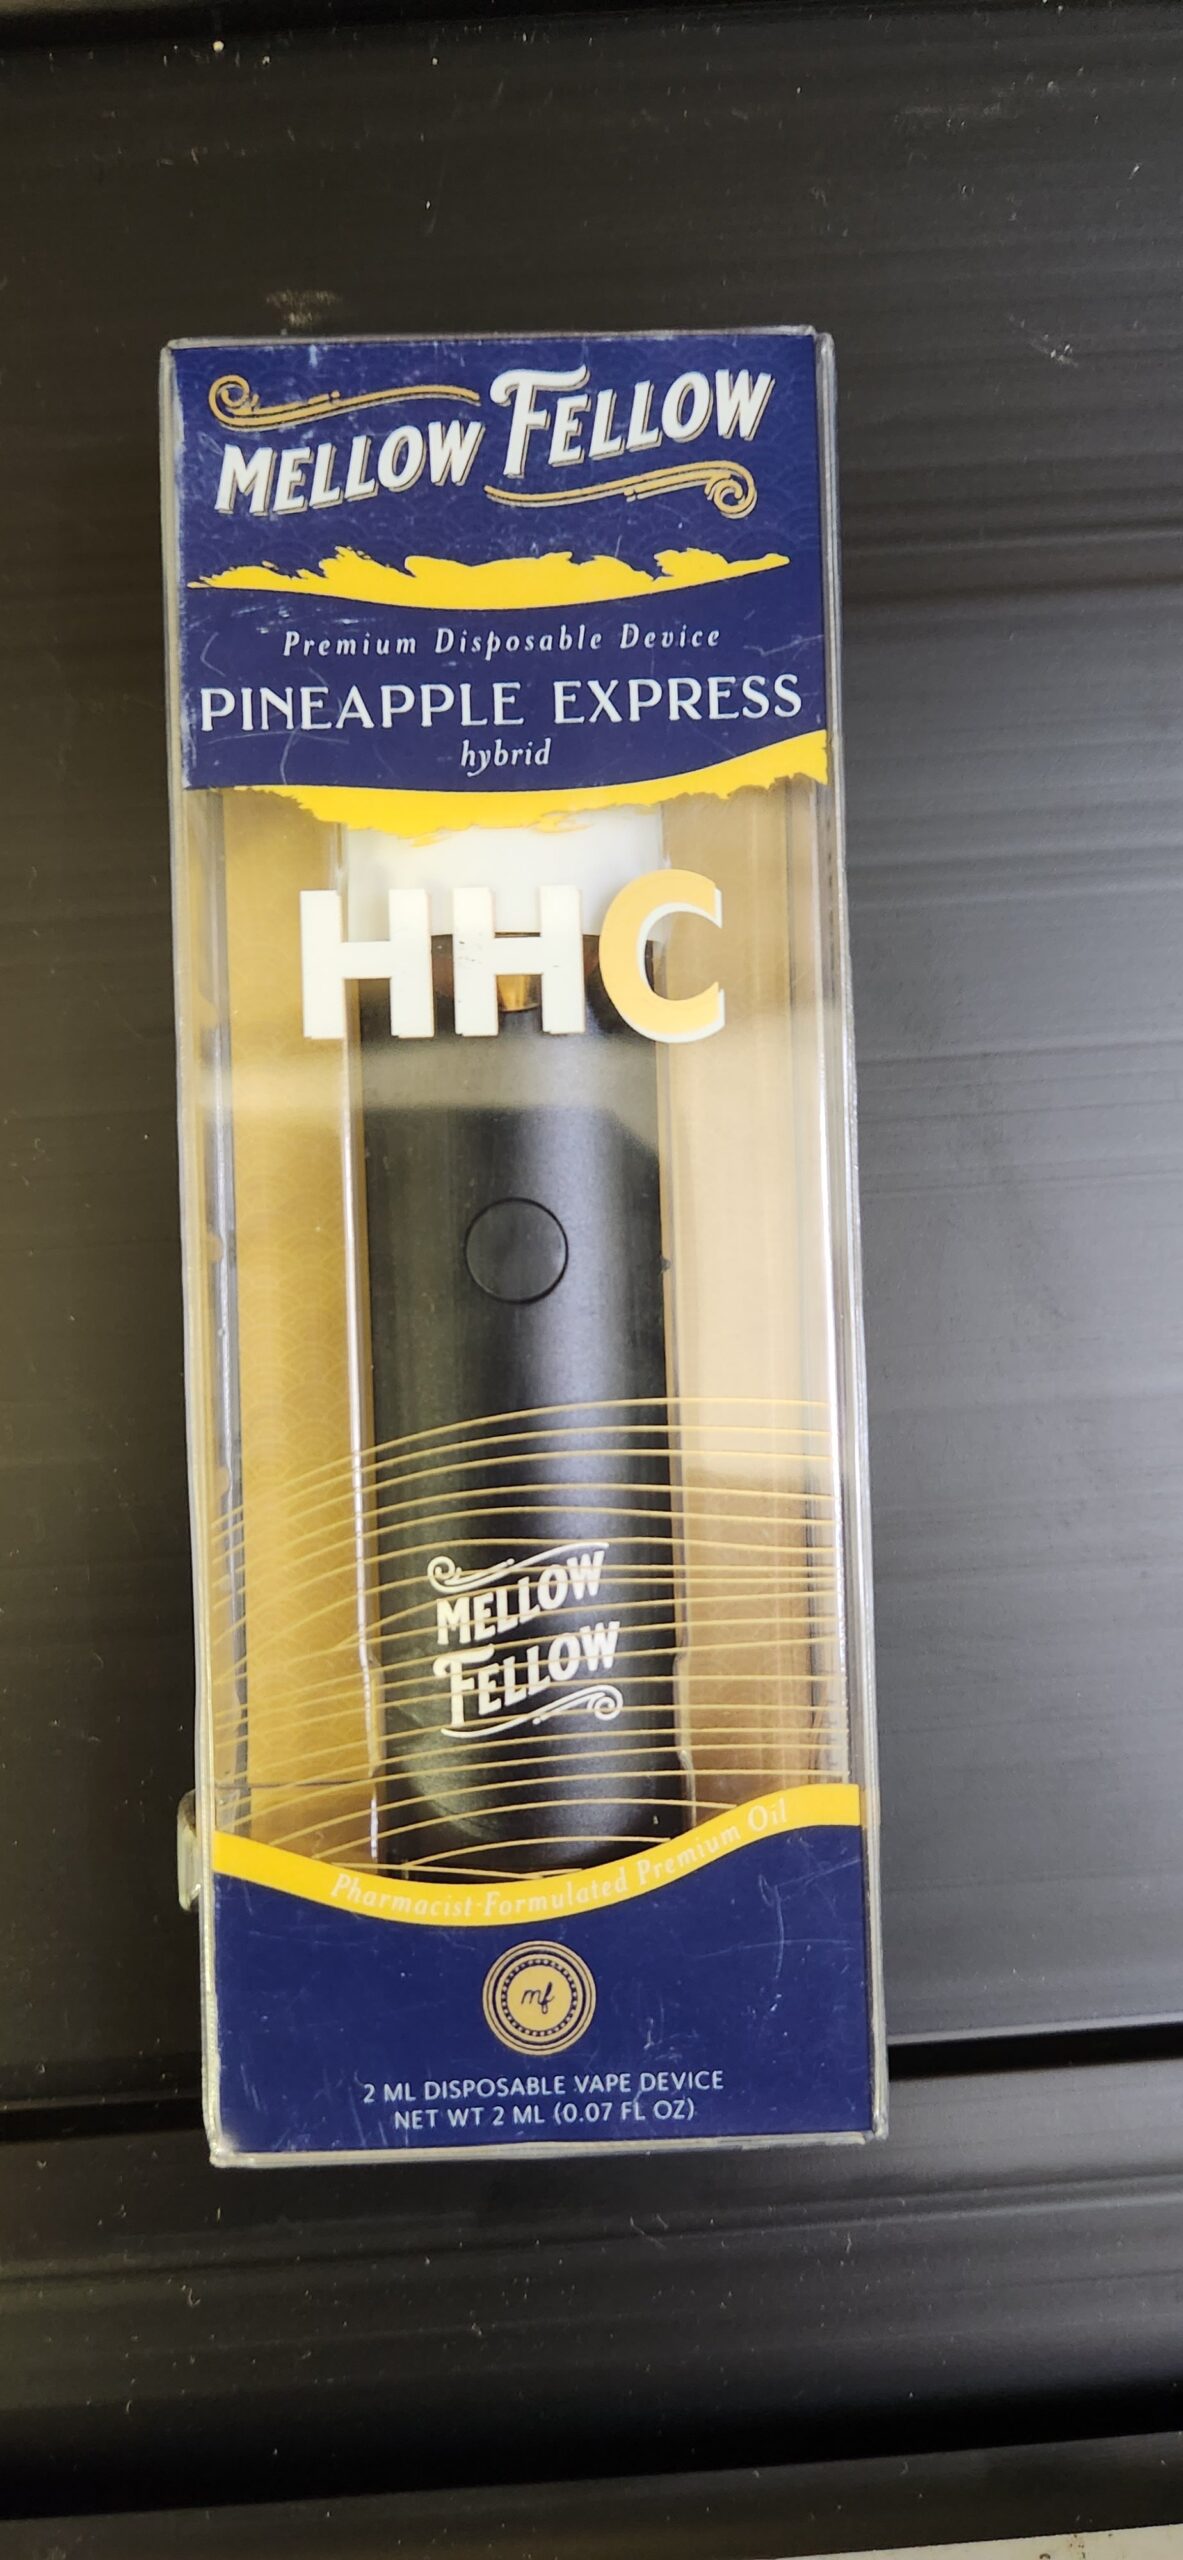 MELLOW FELLOW
Premium Disposable Device
PINEAPPLE EXPRESS
hybrid
HHC
MELLOW
FELLOW
Pharmacist-Formulated Premium Oil
mf
2 ML DISPOSABLE VAPE DEVICE
NET WT 2 ML (0.07 FL OZ)